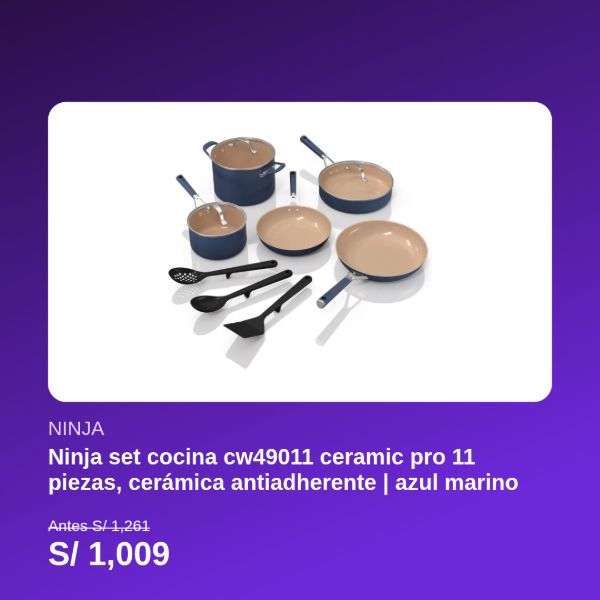 NINJA
Ninja set cocina cw49011 ceramic pro 11
piezas, cerámica antiadherente | azul marino
Antes S/ 1,261
S/ 1,009